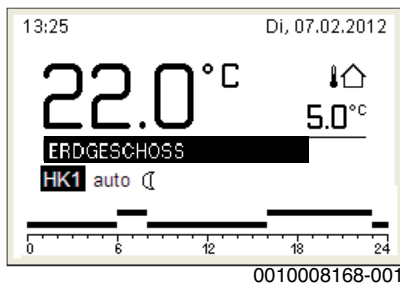 13:25 Di, 07.02.2012
22.0°C
5.0°C
ERDGESCHOSS
HK1 auto
0 6 12 18 24
0010008168-001